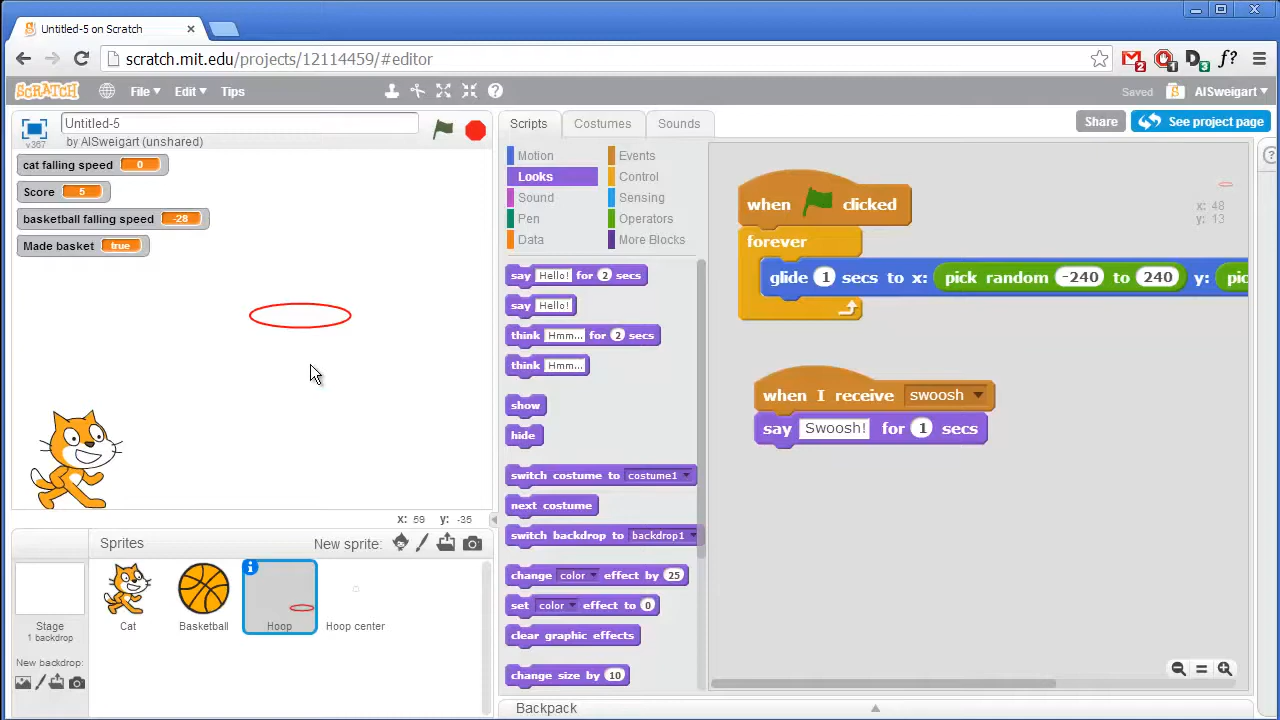 Untitled-5 on Scratch
scratch.mit.edu/projects/12114459/#editor
2
1
3
f?
SCRATCH
File
Edit
Tips
Saved
AlSweigart
Untitled-5
by AlSweigart (unshared)
v367
Scripts
Costumes
Sounds
Share
See project page
cat falling speed 0
Score 5
basketball falling speed -28
Made basket true
x: 59 y: -35
Motion
Looks
Sound
Pen
Data
Events
Control
Sensing
Operators
More Blocks
say Hello! for 2 secs
say Hello!
think Hmm... for 2 secs
think Hmm...
show
hide
switch costume to costume1
next costume
switch backdrop to backdrop1
change color effect by 25
set color effect to 0
clear graphic effects
change size by 10
when clicked
forever
glide 1 secs to x: pick random -240 to 240 y: pic
when I receive swoosh
say Swoosh! for 1 secs
x: 48
y: 13
Sprites
New sprite:
Stage
1 backdrop
New backdrop:
Cat
Basketball
Hoop
Hoop center
Backpack